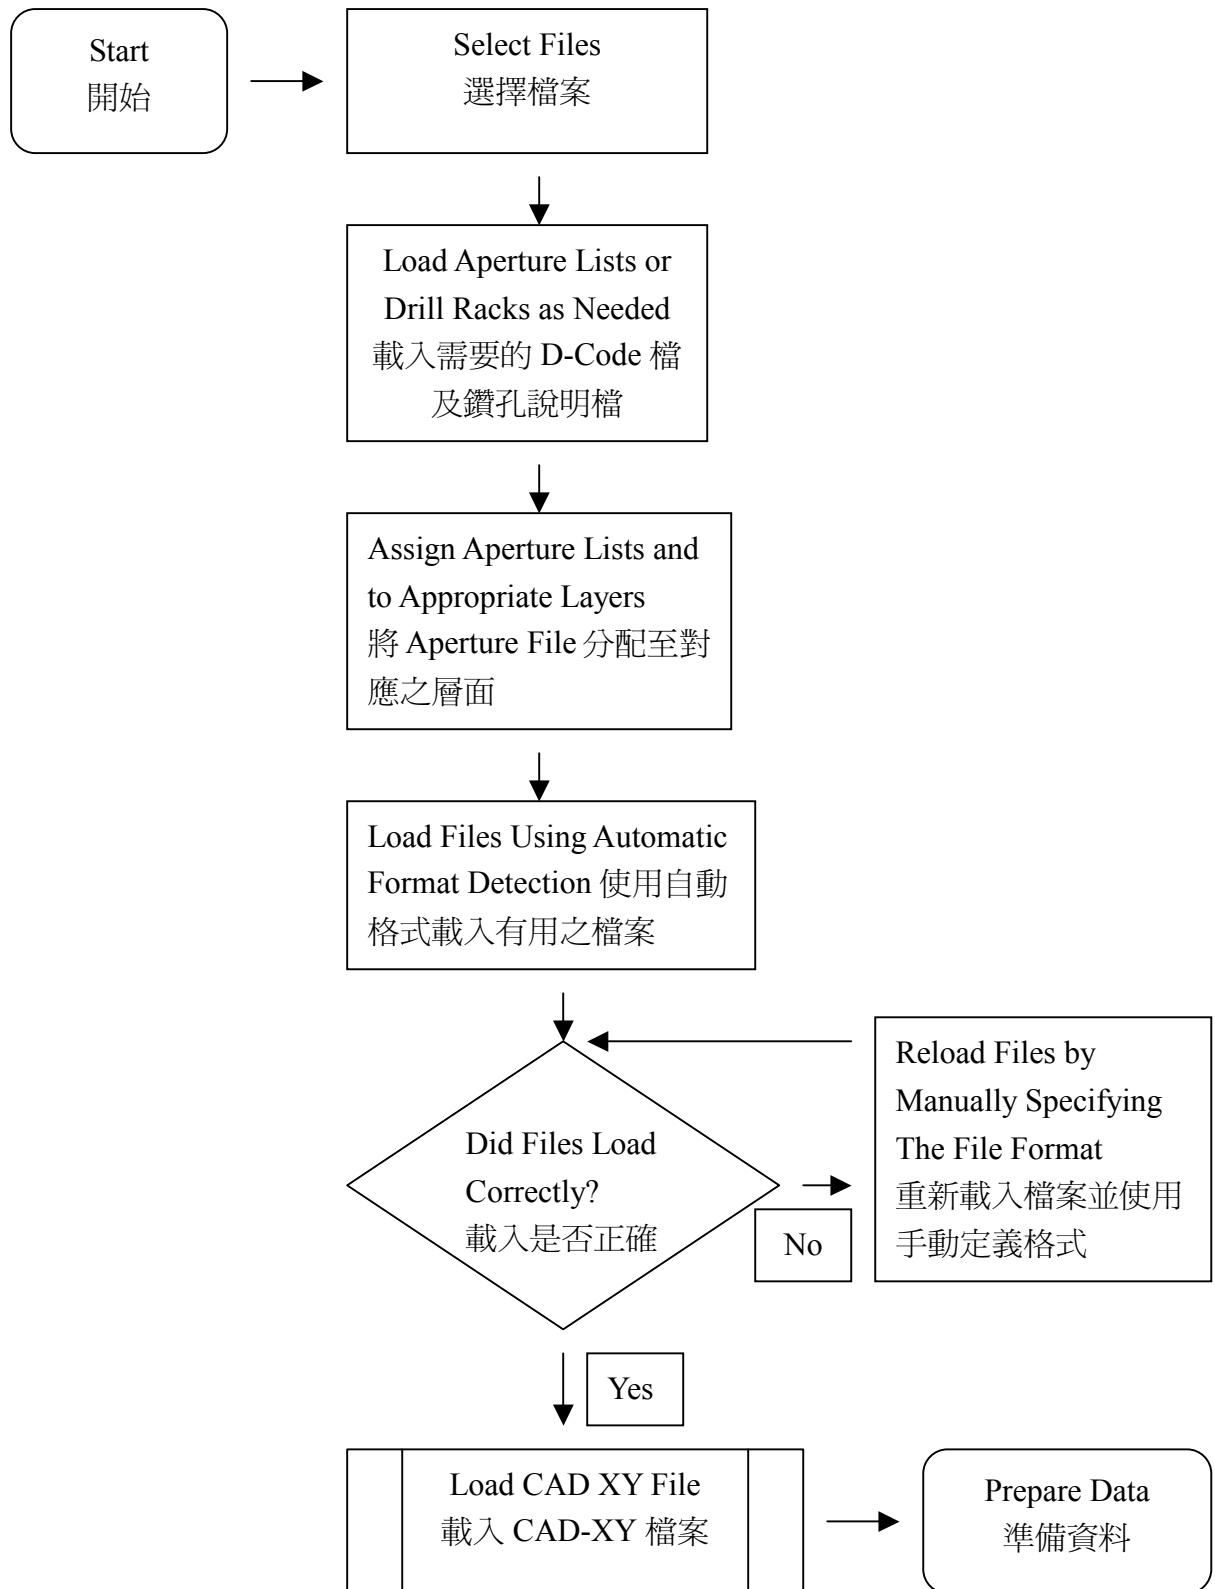 Start
開始
Select Files
選擇檔案
Load Aperture Lists or
Drill Racks as Needed
載入需要的 D-Code 檔
及鑽孔說明檔
Assign Aperture Lists and
to Appropriate Layers
將 Aperture File 分配至對
應之層面
Load Files Using Automatic
Format Detection 使用自動
格式載入有用之檔案
Did Files Load
Correctly?
載入是否正確
No
Reload Files by
Manually Specifying
The File Format
重新載入檔案並使用
手動定義格式
Yes
Load CAD XY File
載入 CAD-XY 檔案
Prepare Data
準備資料